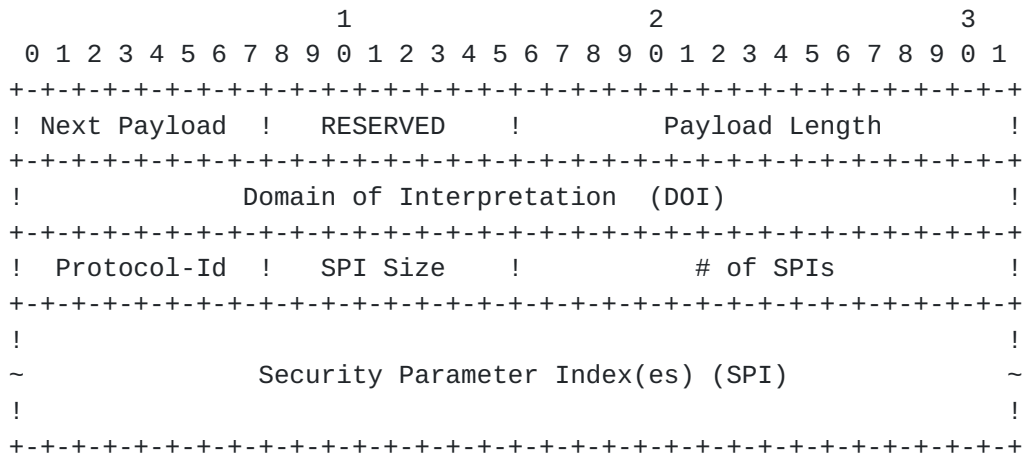 1                   2                   3
 0 1 2 3 4 5 6 7 8 9 0 1 2 3 4 5 6 7 8 9 0 1 2 3 4 5 6 7 8 9 0 1
+-+-+-+-+-+-+-+-+-+-+-+-+-+-+-+-+-+-+-+-+-+-+-+-+-+-+-+-+-+-+-+-+
! Next Payload  !   RESERVED    !         Payload Length        !
+-+-+-+-+-+-+-+-+-+-+-+-+-+-+-+-+-+-+-+-+-+-+-+-+-+-+-+-+-+-+-+-+
!              Domain of Interpretation  (DOI)                  !
+-+-+-+-+-+-+-+-+-+-+-+-+-+-+-+-+-+-+-+-+-+-+-+-+-+-+-+-+-+-+-+-+
!  Protocol-Id  !   SPI Size    !           # of SPIs           !
+-+-+-+-+-+-+-+-+-+-+-+-+-+-+-+-+-+-+-+-+-+-+-+-+-+-+-+-+-+-+-+-+
!                                                               !
~               Security Parameter Index(es) (SPI)              ~
!                                                               !
+-+-+-+-+-+-+-+-+-+-+-+-+-+-+-+-+-+-+-+-+-+-+-+-+-+-+-+-+-+-+-+-+